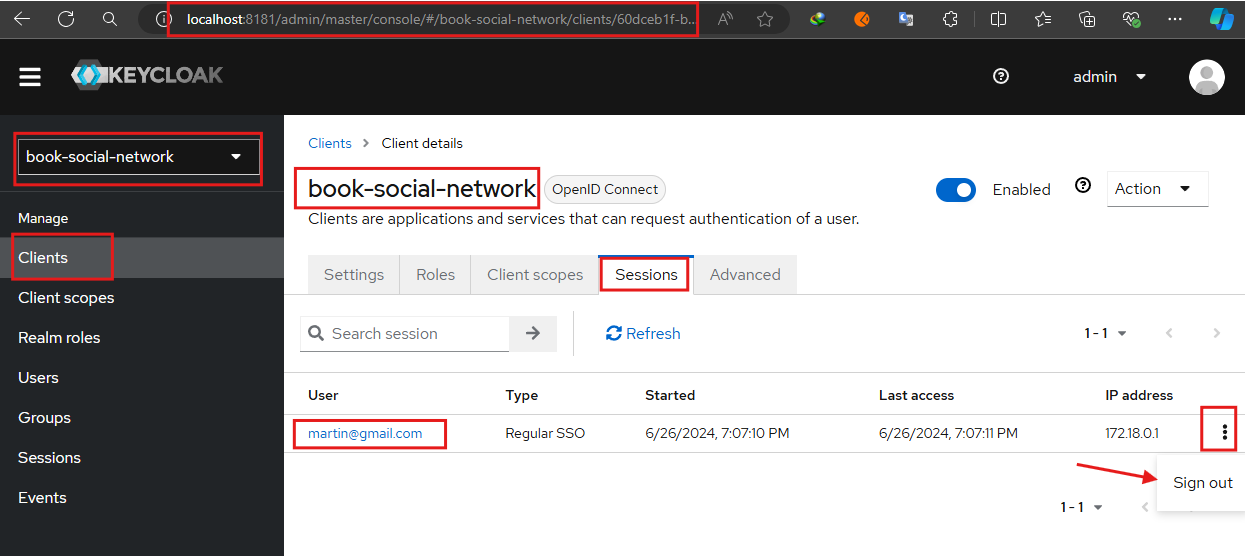 localhost:8181/admin/master/console/#/book-social-network/clients/60dceb1f-b...
KEYCLOAK
admin
book-social-network
Manage
Clients
Client scopes
Realm roles
Users
Groups
Sessions
Events
Clients > Client details
book-social-network OpenID Connect
Enabled
Action
Clients are applications and services that can request authentication of a user.
Settings Roles Client scopes Sessions Advanced
Search session
Refresh
1 - 1
User Type Started Last access IP address
martin@gmail.com Regular SSO 6/26/2024, 7:07:10 PM 6/26/2024, 7:07:11 PM 172.18.0.1
Sign out
1 - 1